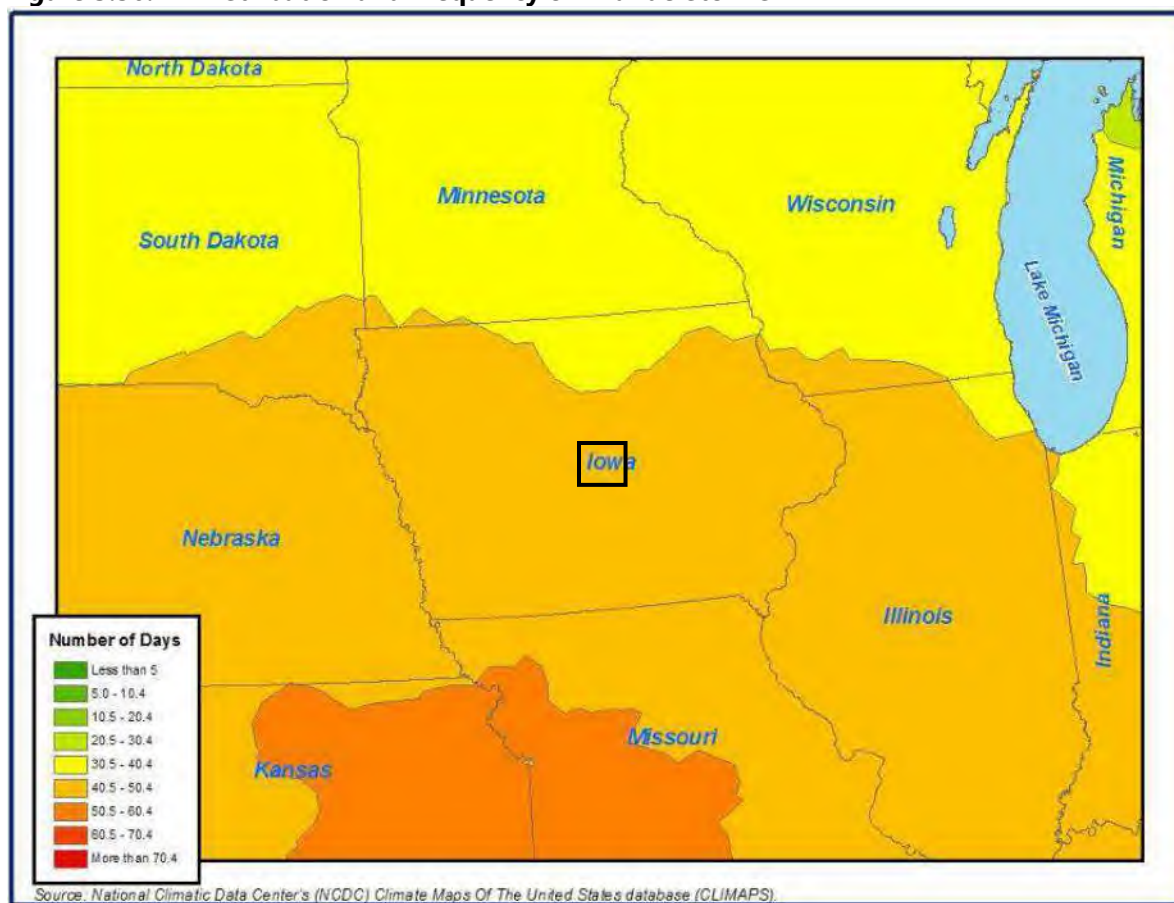 North Dakota
Minnesota
Wisconsin
Michigan
South Dakota
Lake Michigan
Iowa
Nebraska
Illinois
Indiana
Missouri
Kansas
Number of Days
Less than 5
5.0 - 10.4
10.5 - 20.4
20.5 - 30.4
30.5 - 40.4
40.5 - 50.4
50.5 - 60.4
60.5 - 70.4
More than 70.4
Source: National Climatic Data Center's (NCDC) Climate Maps Of The United States database (CLIMAPS).